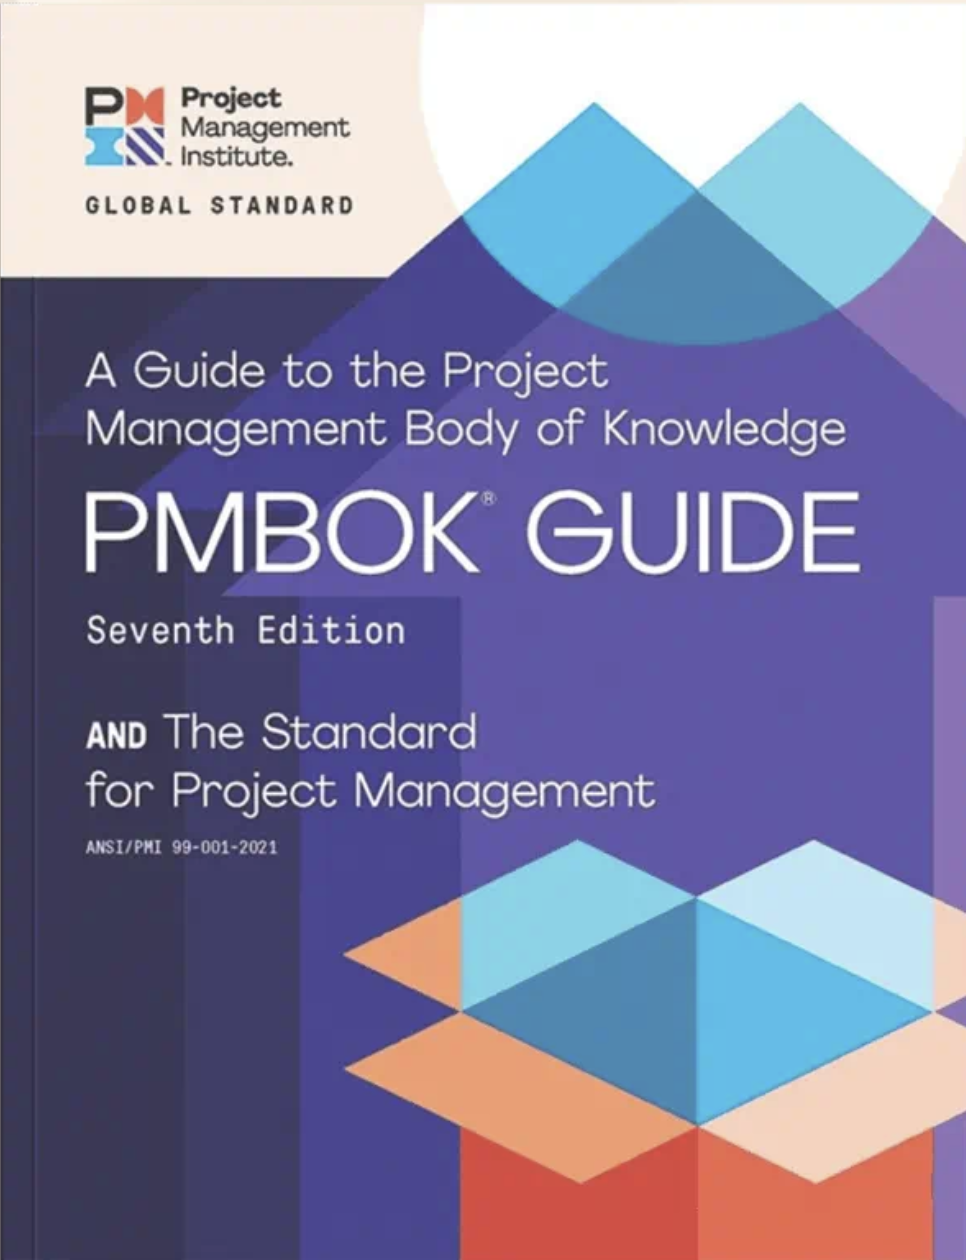 PM
Project
Management
Institute.
GLOBAL STANDARD
A Guide to the Project
Management Body of Knowledge
PMBOK® GUIDE
Seventh Edition
AND The Standard
for Project Management
ANSI/PMI 99-001-2021